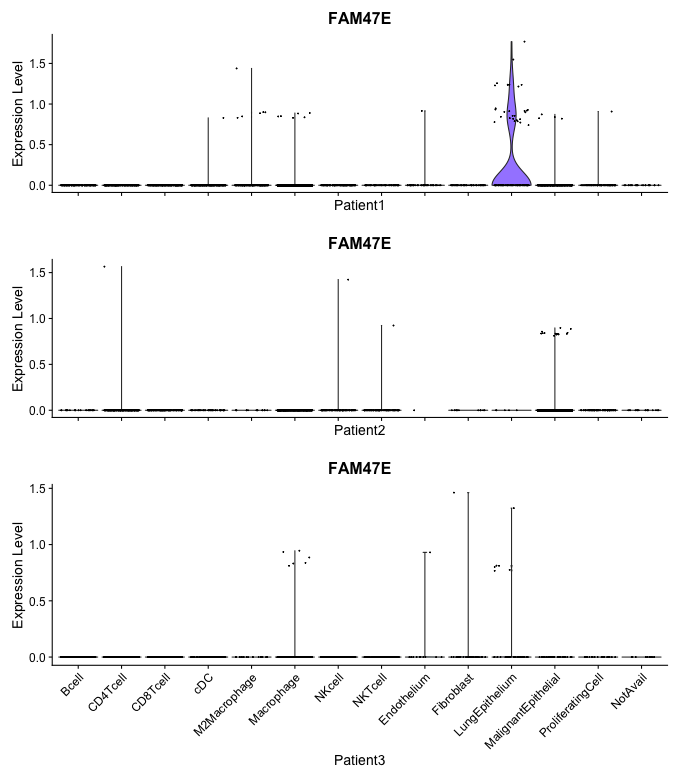 FAM47E
Expression Level
1.5
1.0
0.5
0.0
Patient1
FAM47E
Expression Level
1.5
1.0
0.5
0.0
Patient2
FAM47E
Expression Level
1.5
1.0
0.5
0.0
Bcell
CD4Tcell
CD8Tcell
cDC
M2Macrophage
Macrophage
NKcell
NKTcell
Endothelium
Fibroblast
LungEpithelium
MalignantEpithelial
ProliferatingCell
NotAvail
Patient3